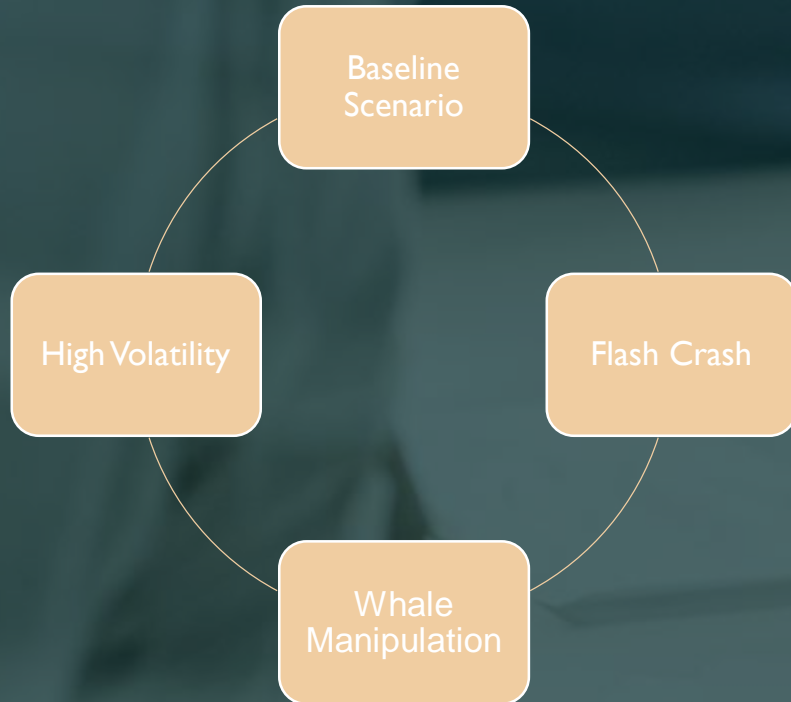 Baseline
Scenario
High Volatility
Flash Crash
Whale
Manipulation